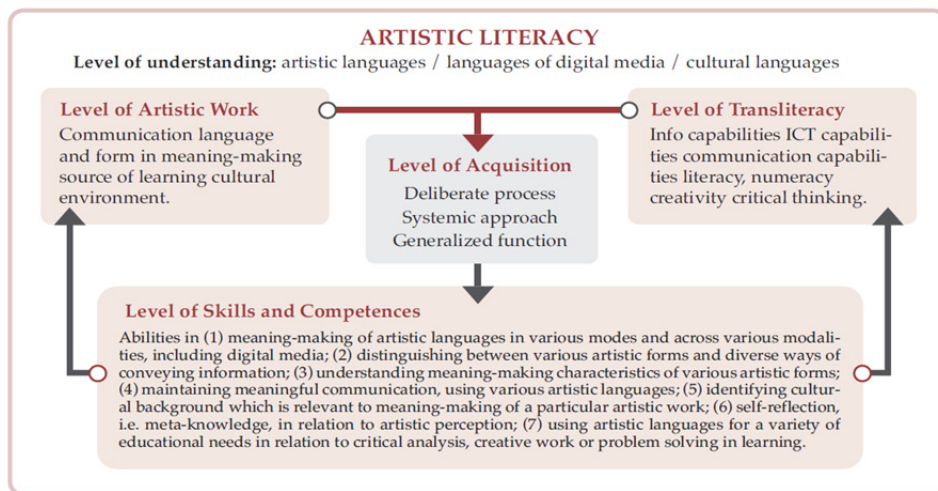 ARTISTIC LITERACY
Level of understanding: artistic languages / languages of digital media / cultural languages
Level of Artistic Work
Communication language
and form in meaning-making
source of learning cultural
environment.
Level of Acquisition
Deliberate process
Systemic approach
Generalized function
Level of Transliteracy
Info capabilities ICT capabili-
ties communication capabili-
ties literacy, numeracy
creativity critical thinking.
Level of Skills and Competences
Abilities in (1) meaning-making of artistic languages in various modes and across various modali-
ties, including digital media; (2) distinguishing between various artistic forms and diverse ways of
conveying information; (3) understanding meaning-making characteristics of various artistic forms;
(4) maintaining meaningful communication, using various artistic languages; (5) identifying cultur-
al background which is relevant to meaning-making of a particular artistic work; (6) self-reflection,
i.e. meta-knowledge, in relation to artistic perception; (7) using artistic languages for a variety of
educational needs in relation to critical analysis, creative work or problem solving in learning.